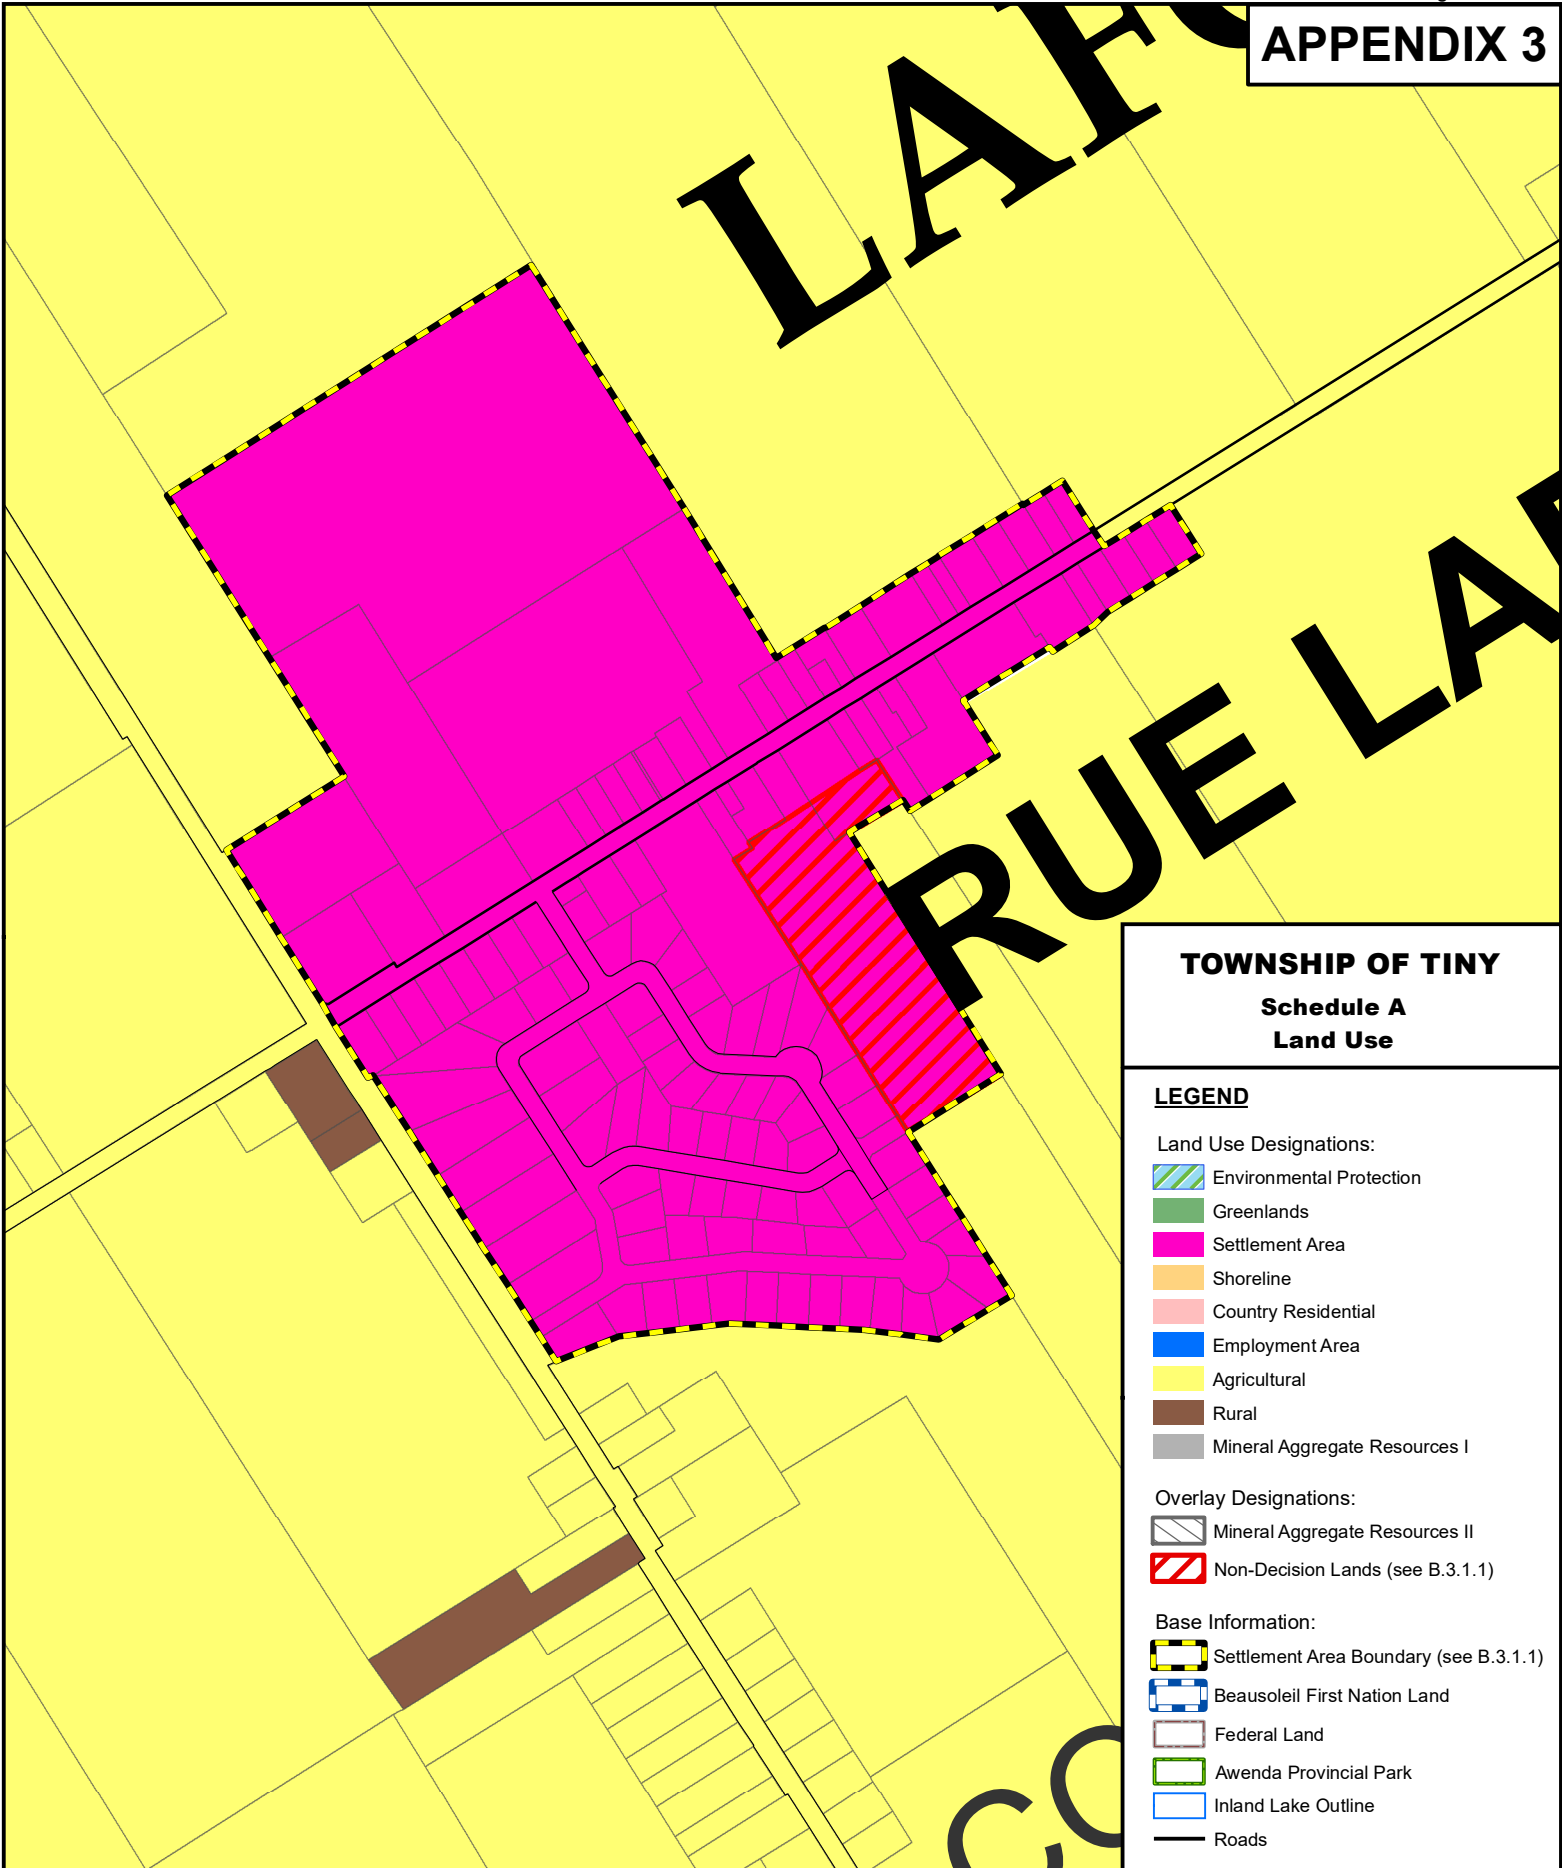 APPENDIX 3
RUE
TOWNSHIP OF TINY
Schedule A
Land Use
LEGEND
Land Use Designations:
Environmental Protection
Greenlands
Settlement Area
Shoreline
Country Residential
Employment Area
Agricultural
Rural
Mineral Aggregate Resources I
Overlay Designations:
Mineral Aggregate Resources II
Non-Decision Lands (see B.3.1.1)
Base Information:
Settlement Area Boundary (see B.3.1.1)
Beausoleil First Nation Land
Federal Land
Awenda Provincial Park
Inland Lake Outline
Roads